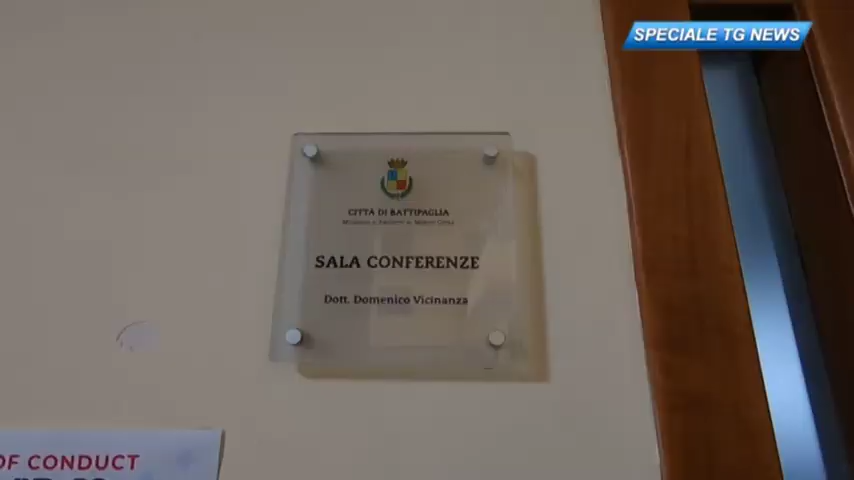 SPECIALE TG NEWS
CITTÀ DI BATTIPAGLIA
SALA CONFERENZE
Dott. Domenico Vicinanza
OF CONDUCT